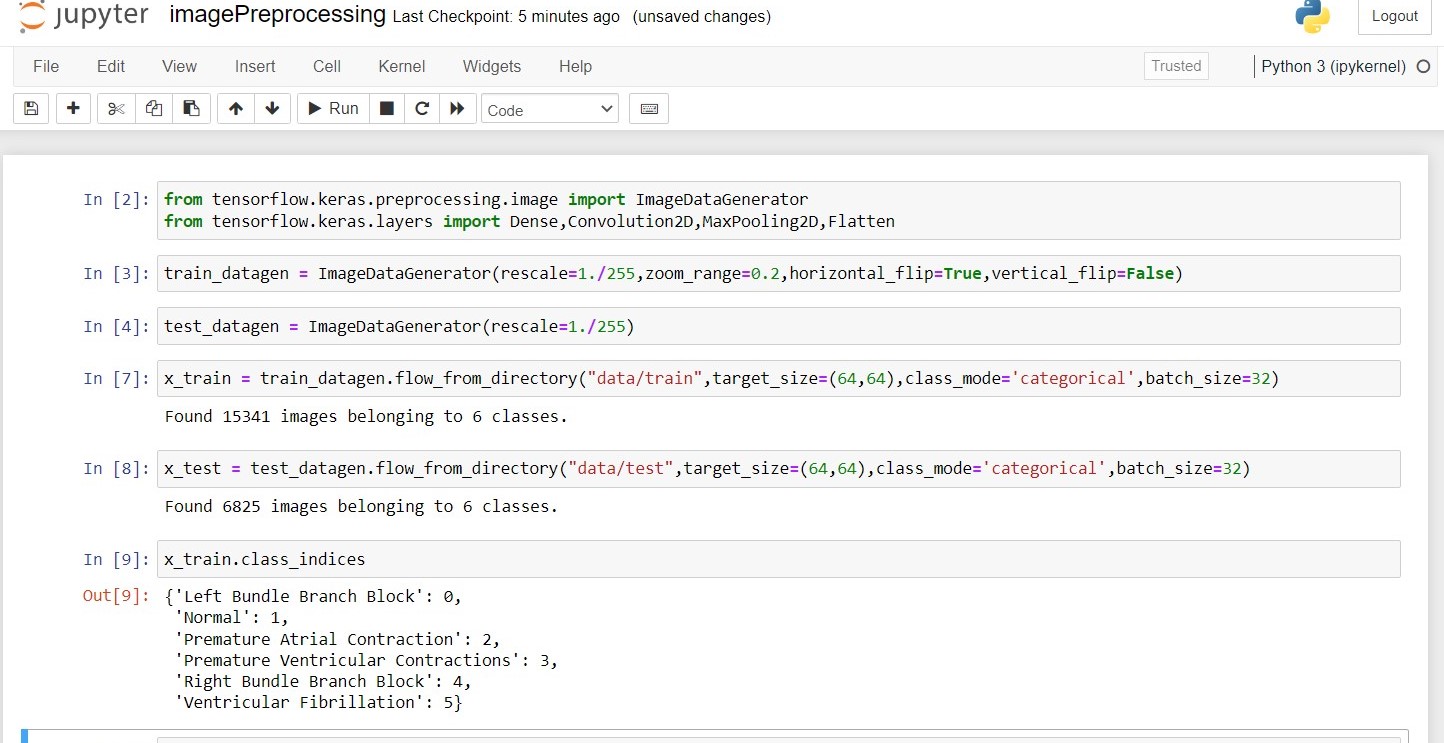 jupyter imagePreprocessing Last Checkpoint: 5 minutes ago (unsaved changes)
Logout
File Edit View Insert Cell Kernel Widgets Help
Trusted
Python 3 (ipykernel)
Run
Code
In [2]: from tensorflow.keras.preprocessing.image import ImageDataGenerator
from tensorflow.keras.layers import Dense,Convolution2D,MaxPooling2D,Flatten
In [3]: train_datagen = ImageDataGenerator(rescale=1./255,zoom_range=0.2,horizontal_flip=True,vertical_flip=False)
In [4]: test_datagen = ImageDataGenerator(rescale=1./255)
In [7]: x_train = train_datagen.flow_from_directory("data/train",target_size=(64,64),class_mode='categorical',batch_size=32)
Found 15341 images belonging to 6 classes.
In [8]: x_test = test_datagen.flow_from_directory("data/test",target_size=(64,64),class_mode='categorical',batch_size=32)
Found 6825 images belonging to 6 classes.
In [9]: x_train.class_indices
Out[9]: {'Left Bundle Branch Block': 0,
'Normal': 1,
'Premature Atrial Contraction': 2,
'Premature Ventricular Contractions': 3,
'Right Bundle Branch Block': 4,
'Ventricular Fibrillation': 5}